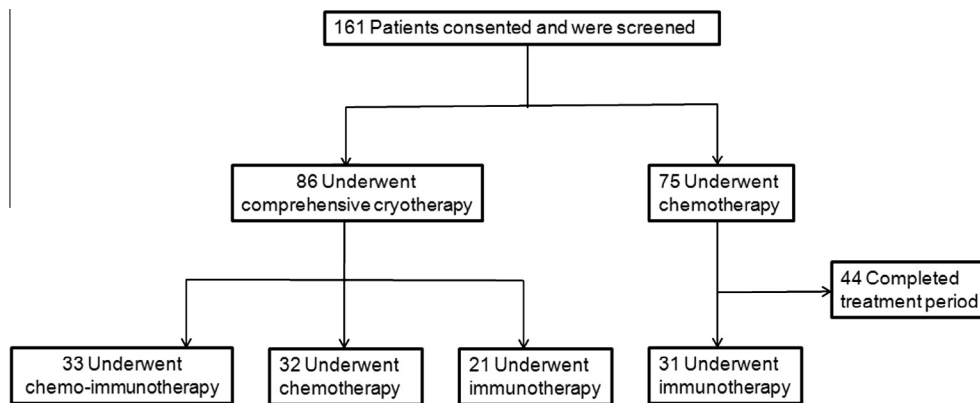 161 Patients consented and were screened
86 Underwent
comprehensive cryotherapy
75 Underwent
chemotherapy
44 Completed
treatment period
33 Underwent
chemo-immunotherapy
32 Underwent
chemotherapy
21 Underwent
immunotherapy
31 Underwent
immunotherapy